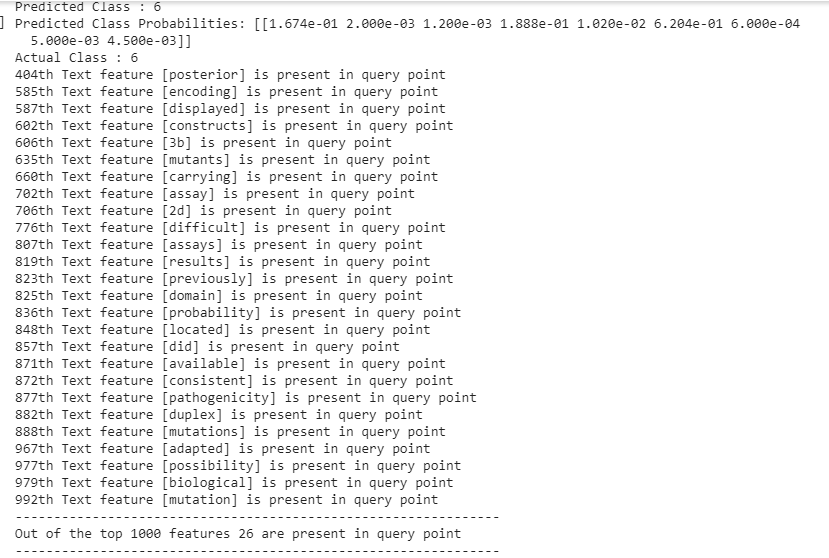 Predicted Class : 6
] Predicted Class Probabilities: [[1.674e-01 2.000e-03 1.200e-03 1.888e-01 1.020e-02 6.204e-01 6.000e-04
5.000e-03 4.500e-03]]
Actual Class : 6
404th Text feature [posterior] is present in query point
585th Text feature [encoding] is present in query point
587th Text feature [displayed] is present in query point
602th Text feature [constructs] is present in query point
606th Text feature [3b] is present in query point
635th Text feature [mutants] is present in query point
660th Text feature [carrying] is present in query point
702th Text feature [assay] is present in query point
706th Text feature [2d] is present in query point
776th Text feature [difficult] is present in query point
807th Text feature [assays] is present in query point
819th Text feature [results] is present in query point
823th Text feature [previously] is present in query point
825th Text feature [domain] is present in query point
836th Text feature [probability] is present in query point
848th Text feature [located] is present in query point
857th Text feature [did] is present in query point
871th Text feature [available] is present in query point
872th Text feature [consistent] is present in query point
877th Text feature [pathogenicity] is present in query point
882th Text feature [duplex] is present in query point
888th Text feature [mutations] is present in query point
967th Text feature [adapted] is present in query point
977th Text feature [possibility] is present in query point
979th Text feature [biological] is present in query point
992th Text feature [mutation] is present in query point
---------------------------------------------------------------
Out of the top 1000 features 26 are present in query point
---------------------------------------------------------------